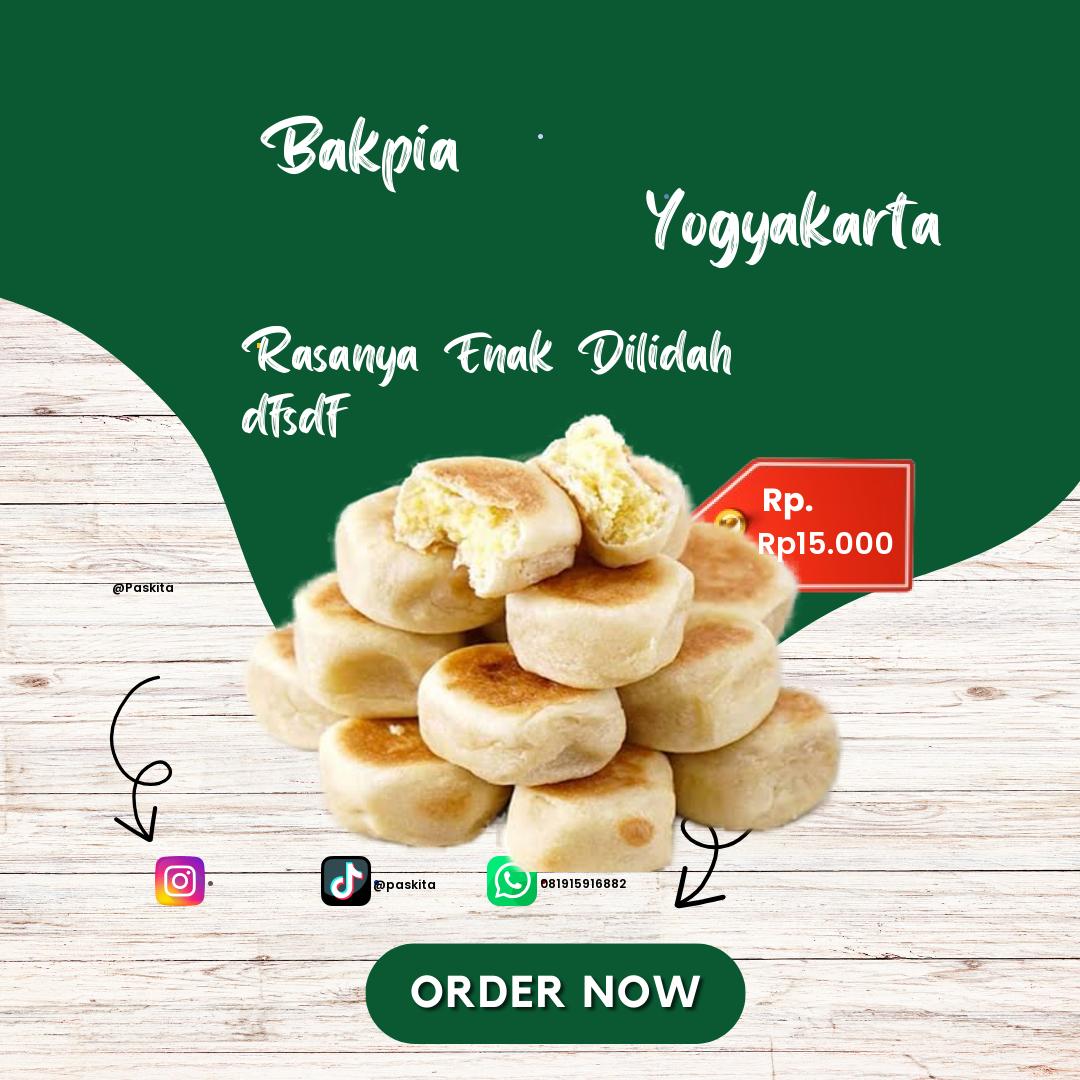 Bakpia
Yogyakarta
Rasanya Enak Dilidah
dFsdF
Rp.
Rp15.000
@Paskita
@paskita
081915916882
ORDER NOW